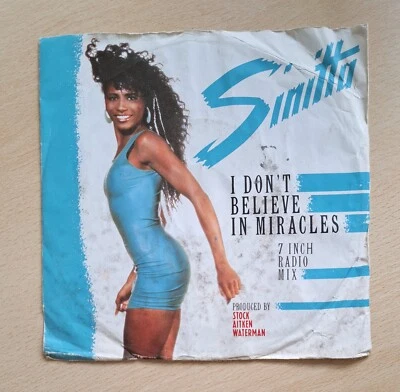 Sinitta
I DON'T
BELIEVE
IN MIRACLES
7 INCH
RADIO
MIX
PRODUCED BY
STOCK
AITKEN
WATERMAN